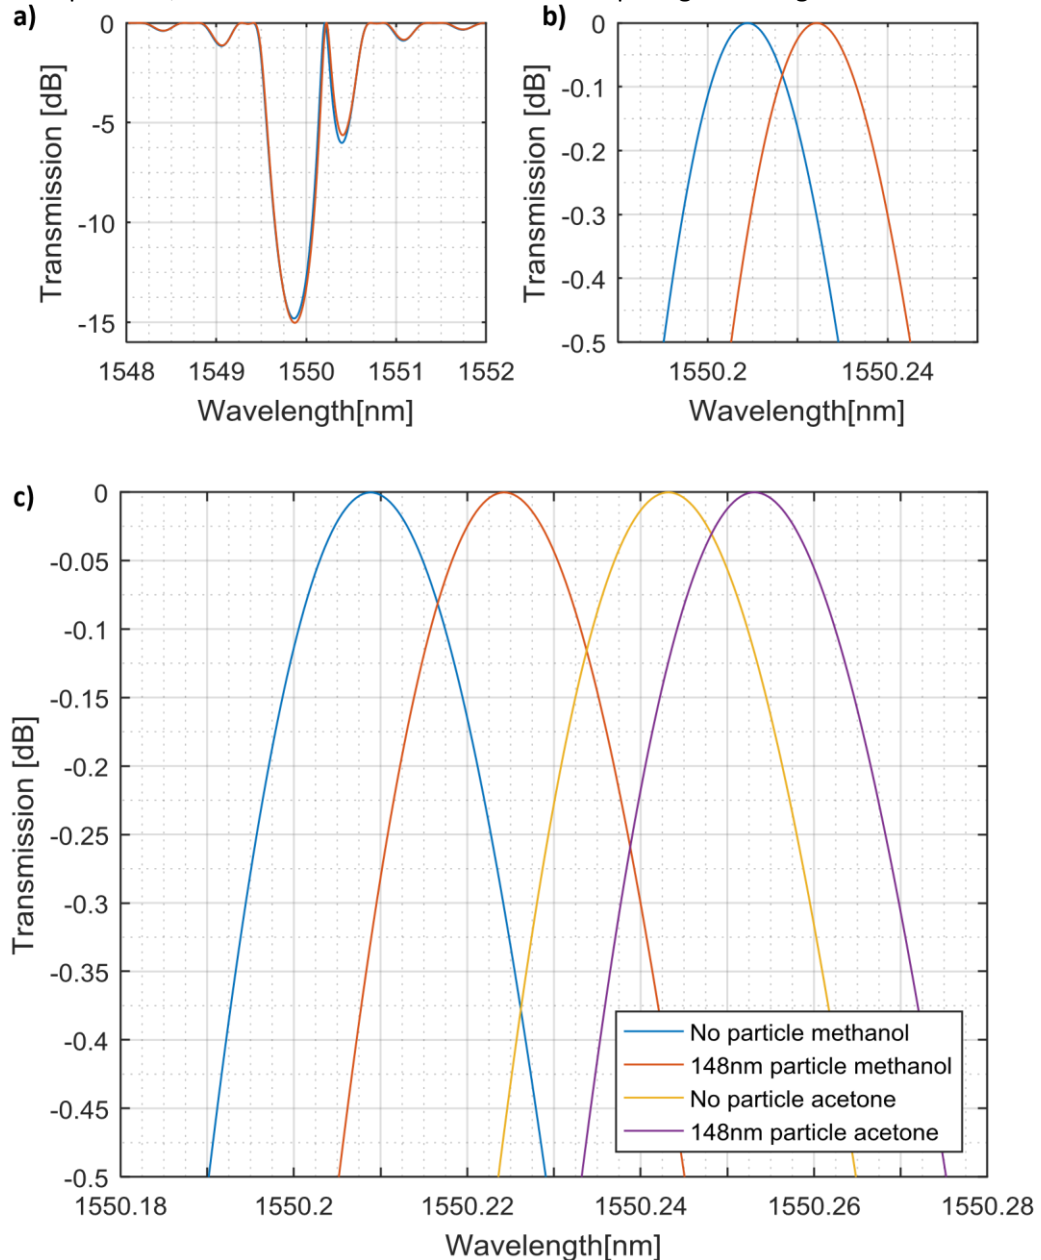 a)
b)
0
-5
-10
-15
Transmission [dB]
1548 1549 1550 1551 1552
Wavelength[nm]
0
-0.1
-0.2
-0.3
-0.4
-0.5
Transmission [dB]
1550.2 1550.24
Wavelength[nm]
c)
0
-0.05
-0.1
-0.15
-0.2
-0.25
-0.3
-0.35
-0.4
-0.45
-0.5
Transmission [dB]
No particle methanol
148nm particle methanol
No particle acetone
148nm particle acetone
1550.18 1550.2 1550.22 1550.24 1550.26 1550.28
Wavelength[nm]